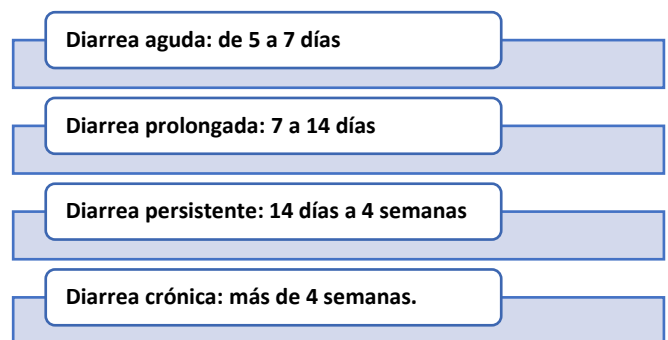 Diarrea aguda: de 5 a 7 días
Diarrea prolongada: 7 a 14 días
Diarrea persistente: 14 días a 4 semanas
Diarrea crónica: más de 4 semanas.